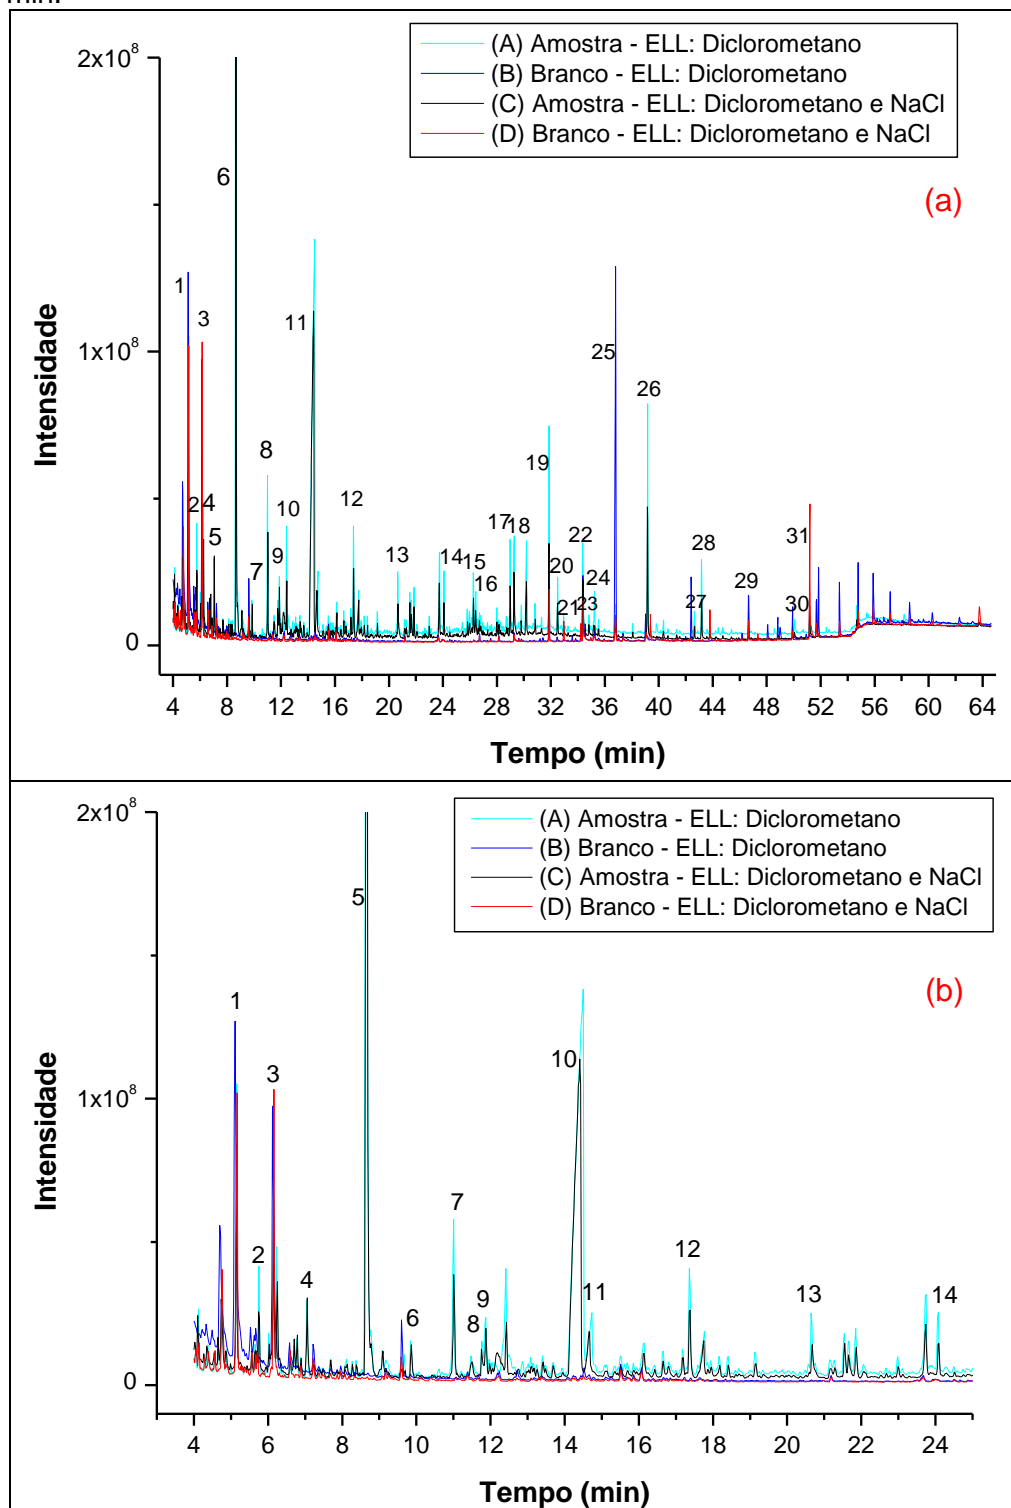 min.
2x10⁸
1x10⁸
0
Intensidade
(A) Amostra - ELL: Diclorometano
(B) Branco - ELL: Diclorometano
(C) Amostra - ELL: Diclorometano e NaCl
(D) Branco - ELL: Diclorometano e NaCl
(a)
1
2
3
4
5
6
7
8
9
10
11
12
13
14
15
16
17
18
19
20
21
22
23
24
25
26
27
28
29
30
31
4 8 12 16 20 24 28 32 36 40 44 48 52 56 60 64
Tempo (min)
2x10⁸
1x10⁸
0
Intensidade
(A) Amostra - ELL: Diclorometano
(B) Branco - ELL: Diclorometano
(C) Amostra - ELL: Diclorometano e NaCl
(D) Branco - ELL: Diclorometano e NaCl
(b)
1
2
3
4
5
6
7
8
9
10
11
12
13
14
4 6 8 10 12 14 16 18 20 22 24
Tempo (min)